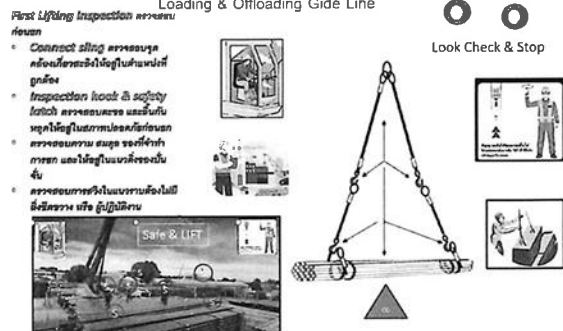 Loading & Offloading Gide Line
First Lifting Inspection ตรวจสอบ
ก่อนยก
Connect sling ตรวจสอบจุด
คล้องเกี่ยวสลิงให้อยู่ในตำแหน่งที่
ถูกต้อง
Inspection hook & safety
latch ตรวจสอบตะขอ และลิ้นกัน
หลุดให้อยู่ในสภาพปลอดภัยก่อนยก
ตรวจสอบความ สมดุล ของที่จำทำ
การยก และให้อยู่ในแนวดิ่งของปั้น
จั่น
ตรวจสอบการสวิงในแนวราบต้องไม่มี
สิ่งกีดขวาง หรือ ผู้ปฏิบัติงาน
Look Check & Stop
Safe & LIFT
S
S
S